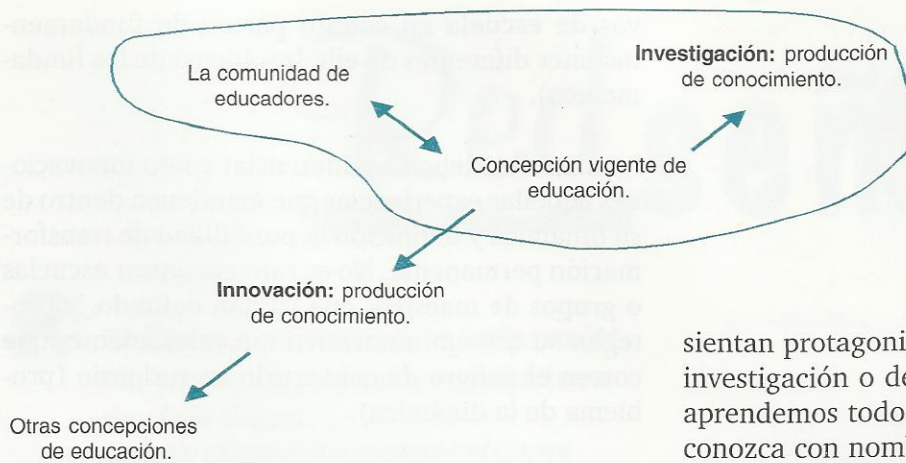 La comunidad de
educadores.
Investigación: producción
de conocimiento.
Concepción vigente de
educación.
Innovación: producción
de conocimiento.
Otras concepciones
de educación.
sientan protagoni
investigación o de
aprendemos todo
conozca con nomb